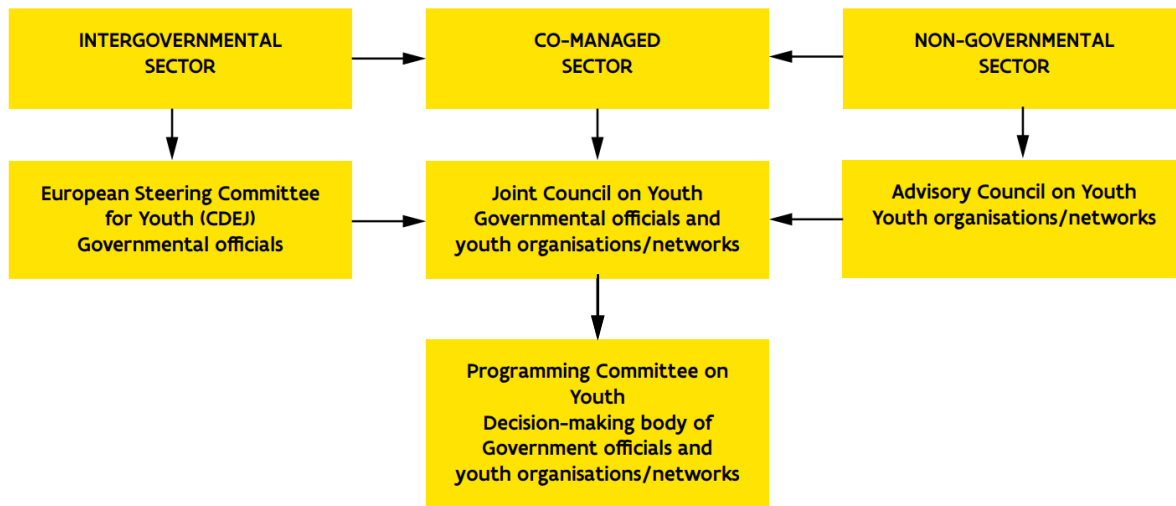 INTERGOVERNMENTAL
SECTOR
CO-MANAGED
SECTOR
NON-GOVERNMENTAL
SECTOR
European Steering Committee
for Youth (CDEJ)
Governmental officials
Joint Council on Youth
Governmental officials and
youth organisations/networks
Advisory Council on Youth
Youth organisations/networks
Programming Committee on
Youth
Decision-making body of
Government officials and
youth organisations/networks